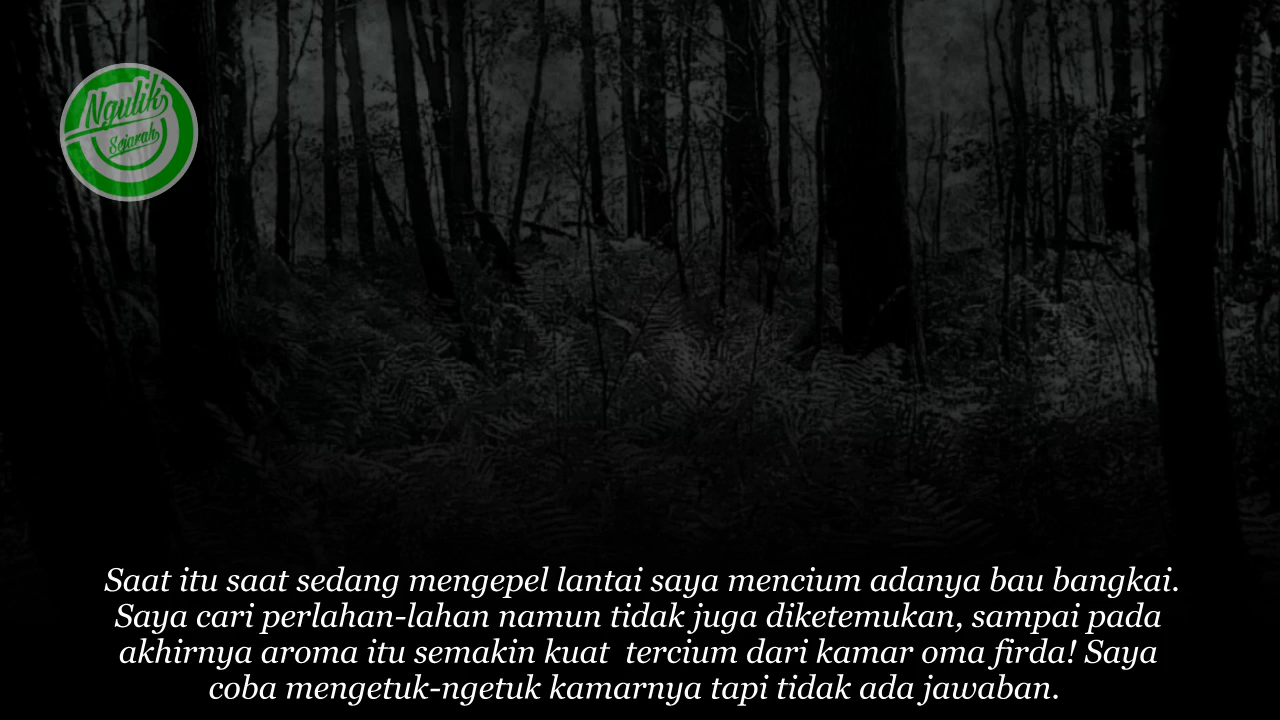 Ngulik
Sejarah
Saat itu saat sedang mengepel lantai saya mencium adanya bau bangkai.
Saya cari perlahan-lahan namun tidak juga diketemukan, sampai pada
akhirnya aroma itu semakin kuat  tercium dari kamar oma firda! Saya
coba mengetuk-ngetuk kamarnya tapi tidak ada jawaban.